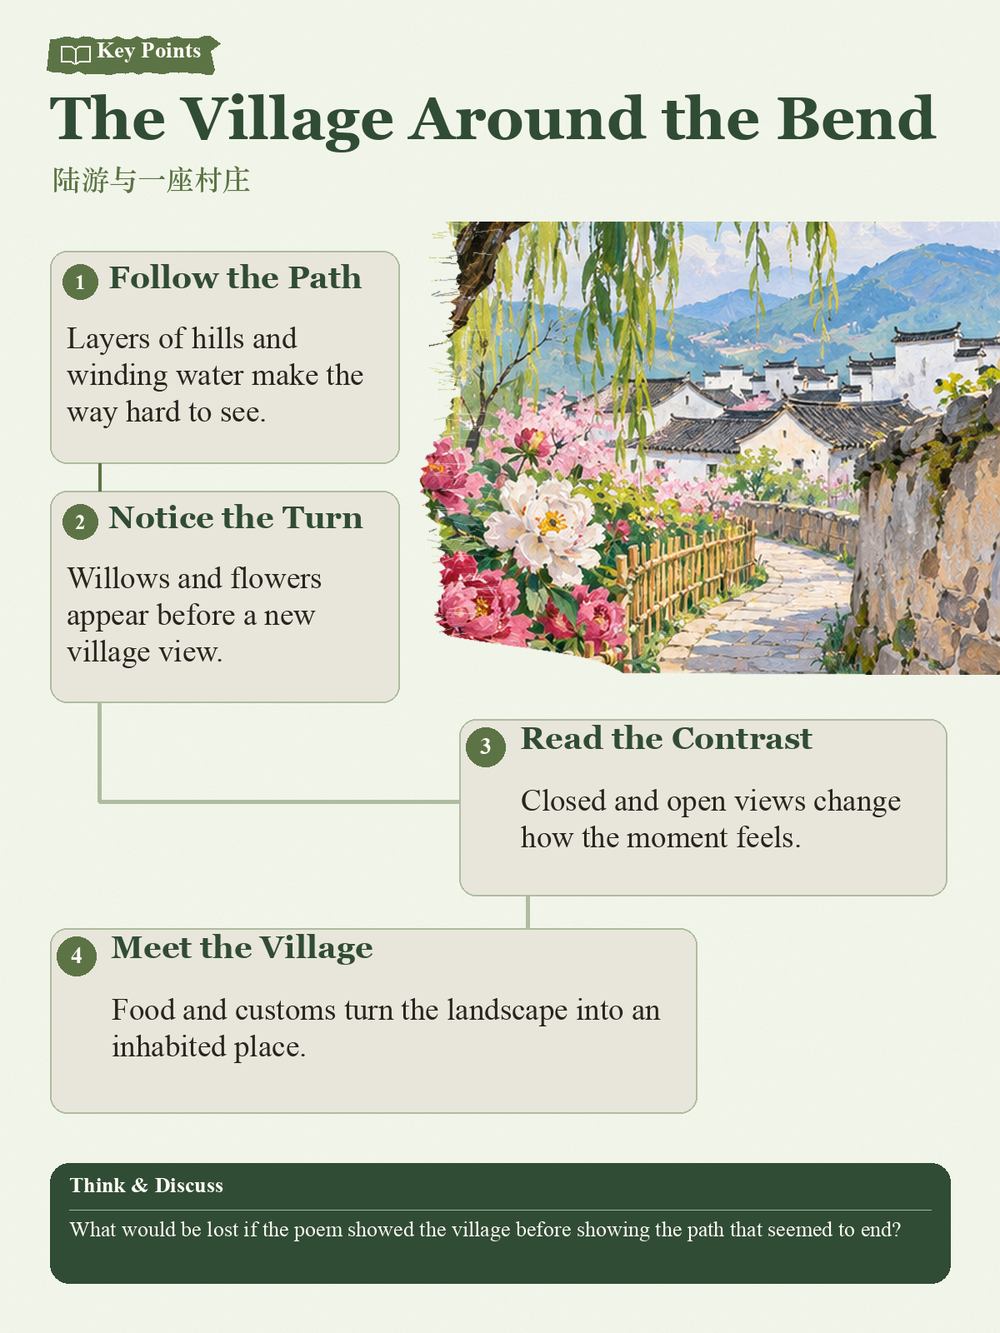 Key Points
The Village Around the Bend
陆游与一座村庄
1 Follow the Path
Layers of hills and
winding water make the
way hard to see.
2 Notice the Turn
Willows and flowers
appear before a new
village view.
3 Read the Contrast
Closed and open views change
how the moment feels.
4 Meet the Village
Food and customs turn the landscape into an
inhabited place.
Think & Discuss
What would be lost if the poem showed the village before showing the path that seemed to end?